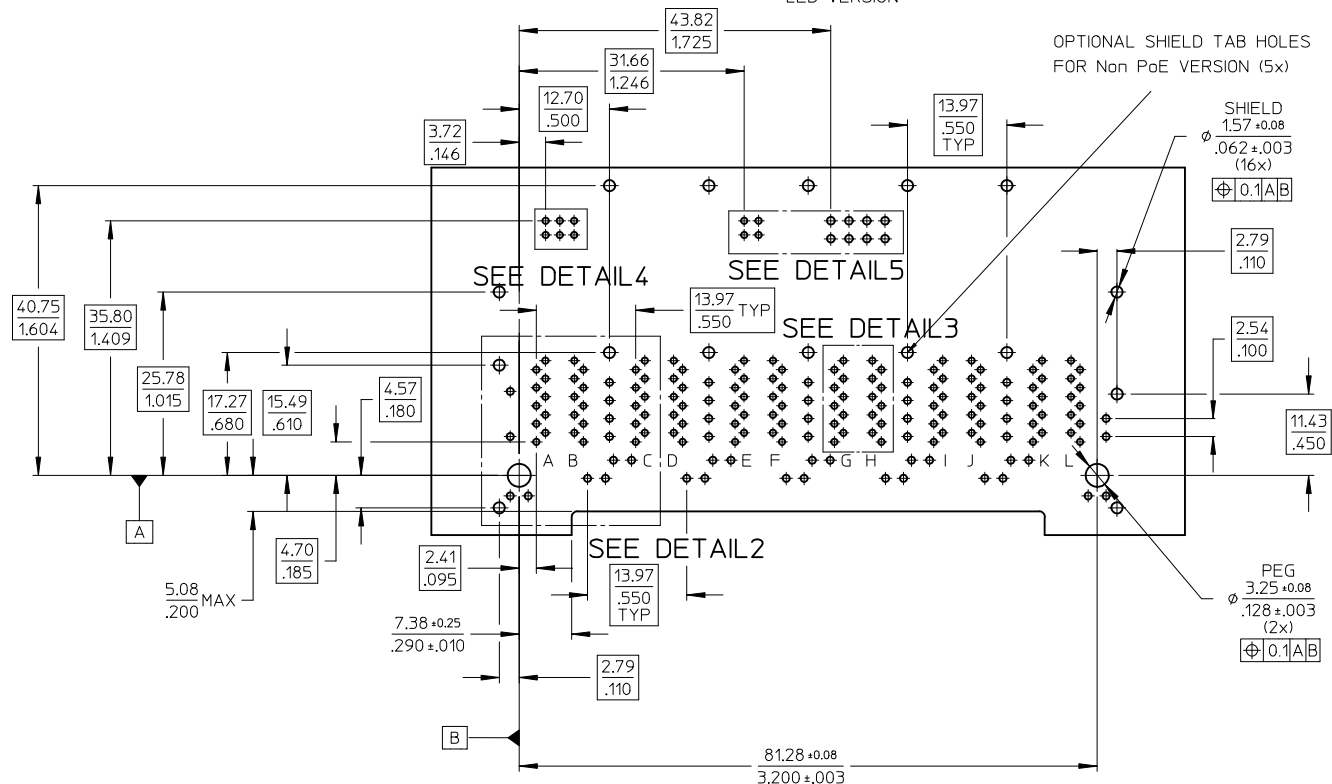 LED VERSION
43.82
1.725
OPTIONAL SHIELD TAB HOLES
FOR Non PoE VERSION (5x)
31.66
1.246
12.70
.500
13.97
.550
TYP
SHIELD
ϕ 1.57 ±0.08
.062 ±.003
(16x)
⌖ 0.1 A B
3.72
.146
2.79
.110
SEE DETAIL4
SEE DETAIL5
40.75
1.604
35.80
1.409
13.97
.550 TYP
SEE DETAIL3
2.54
.100
25.78
1.015
17.27
.680
15.49
.610
4.57
.180
11.43
.450
A B C D E F G H I J K L
A
4.70
.185
2.41
.095
SEE DETAIL2
13.97
.550
TYP
5.08
.200 MAX
PEG
ϕ 3.25 ±0.08
.128 ±.003
(2x)
⌖ 0.1 A B
7.38 ±0.25
.290 ±.010
2.79
.110
B
81.28 ±0.08
3.200 ±.003